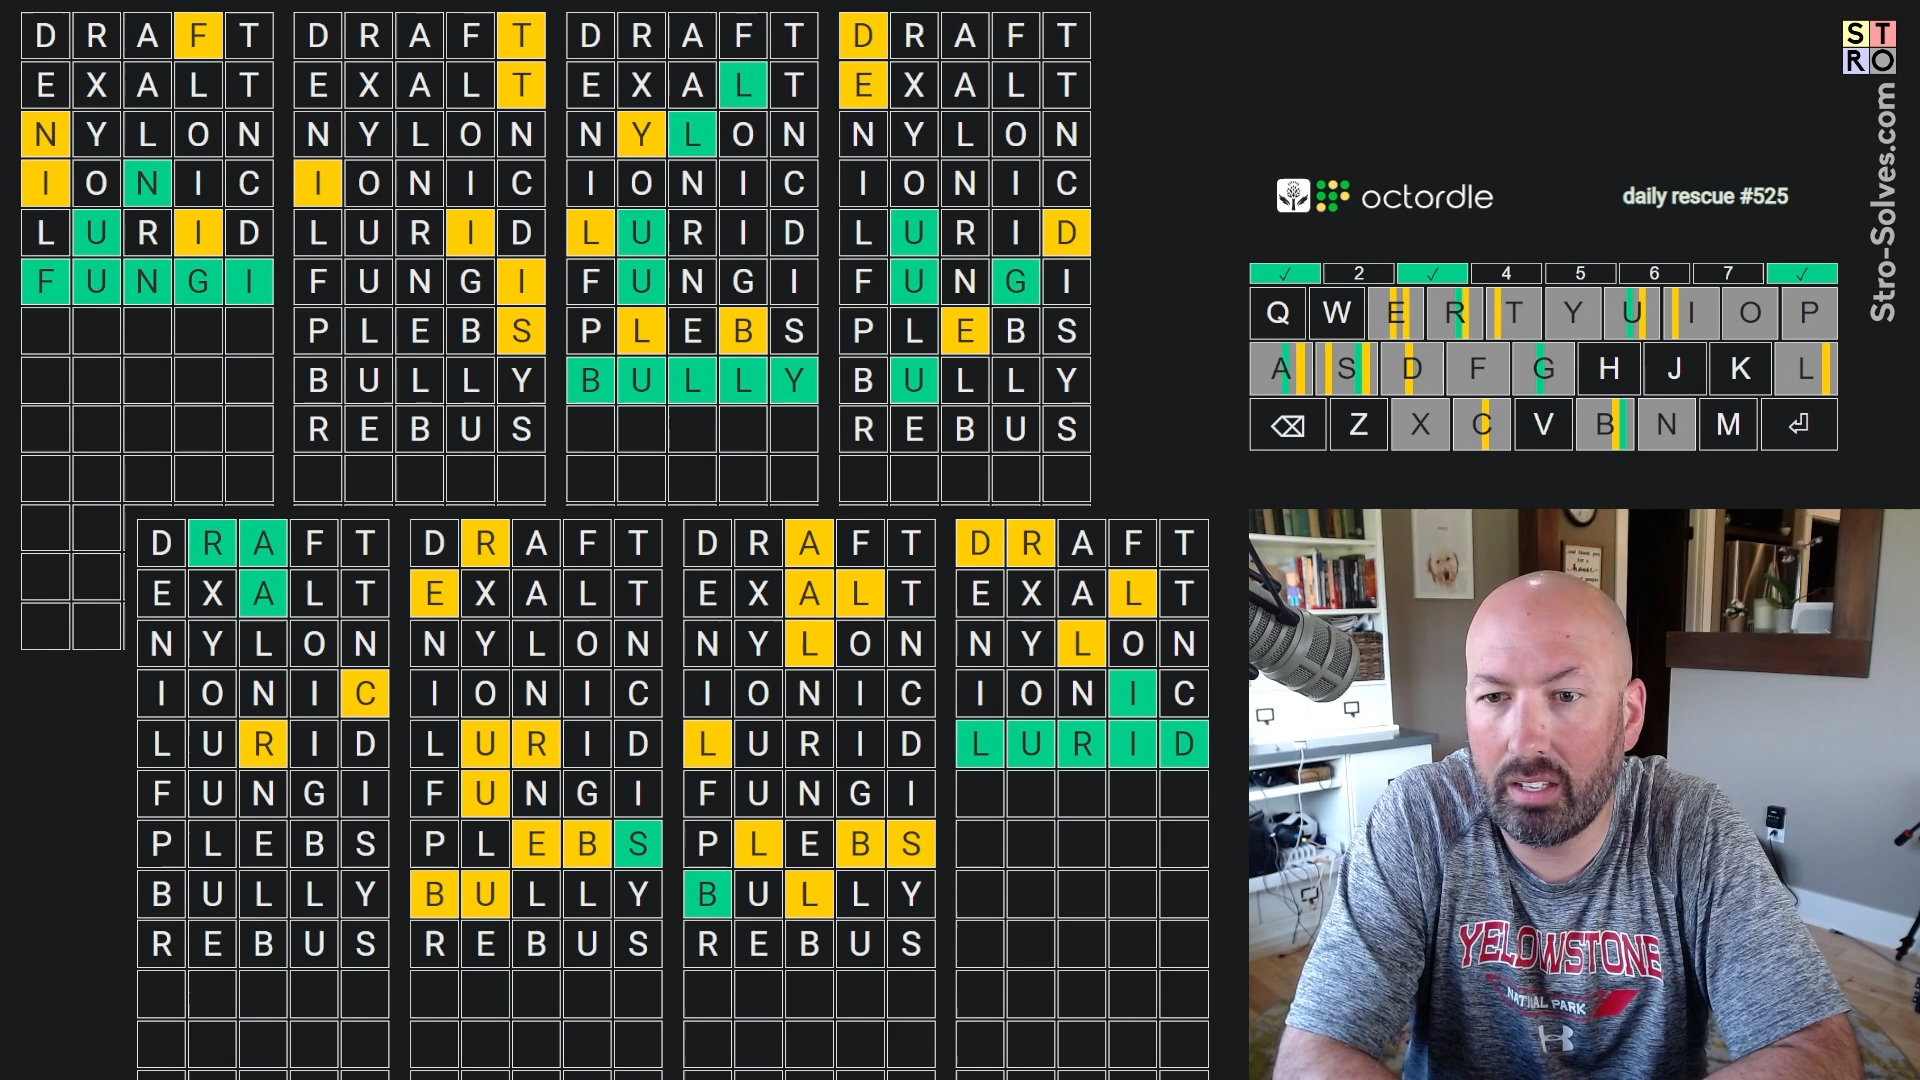 DRAFT DRAFT DRAFT DRAFT
EXALT EXALT EXALT EXALT
NYLON NYLON NYLON NYLON
IONIC IONIC IONIC IONIC
LURID LURID LURID LURID
FUNGI FUNGI FUNGI FUNGI
PLEBS PLEBS PLEBS
BULLY BULLY BULLY
REBUS REBUS
DRAFT DRAFT DRAFT DRAFT
EXALT EXALT EXALT EXALT
NYLON NYLON NYLON NYLON
IONIC IONIC IONIC IONIC
LURID LURID LURID LURID
FUNGI FUNGI FUNGI
PLEBS PLEBS PLEBS
BULLY BULLY BULLY
REBUS REBUS REBUS
ST
RO
Stro-Solves.com
octordle daily rescue #525
✓ 2 ✓ 4 5 6 7 ✓
Q W E R T Y U I O P
A S D F G H J K L
⌫ Z X C V B N M ⏎
YELLOWSTONE
NATIONAL PARK